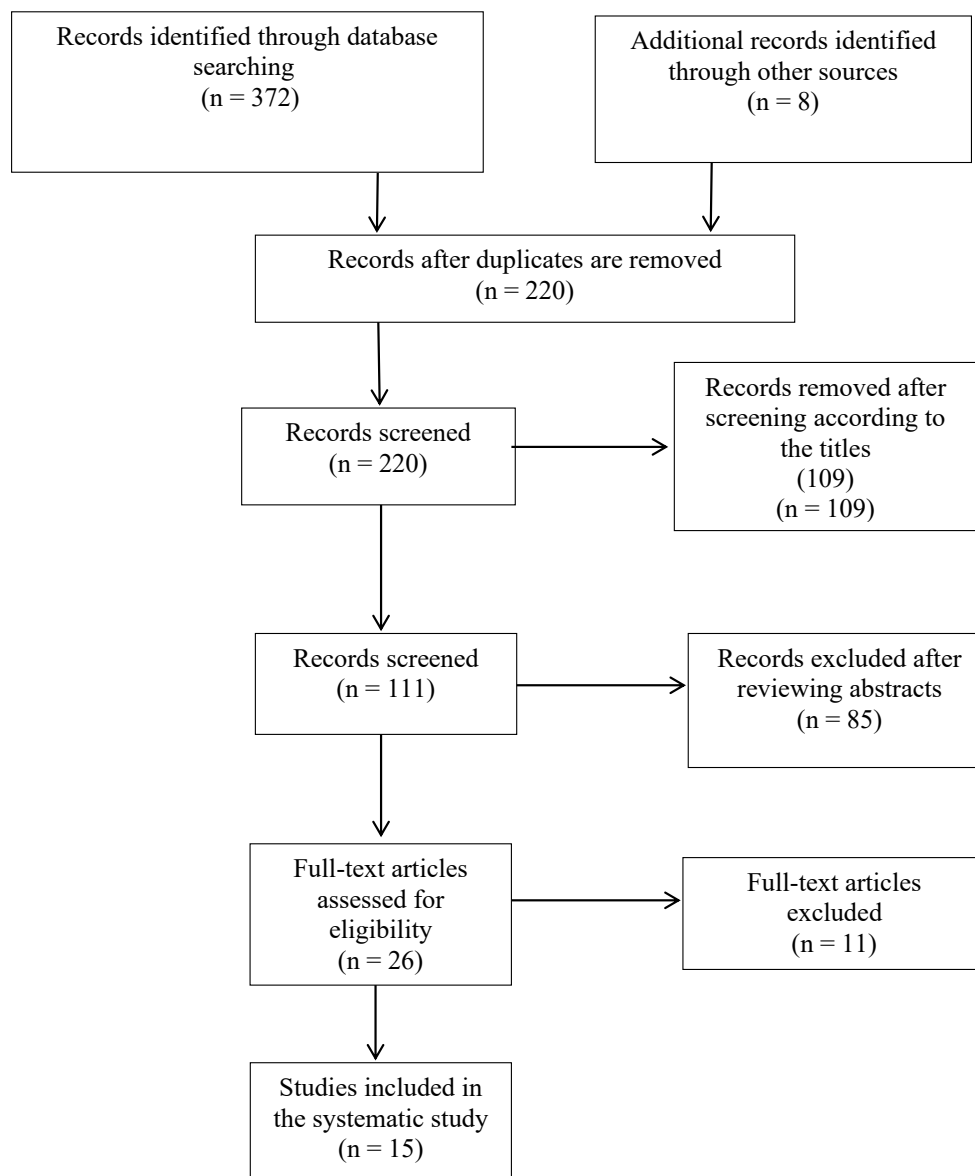 Records identified through database
searching
(n = 372)
Additional records identified
through other sources
(n = 8)
Records after duplicates are removed
(n = 220)
Records screened
(n = 220)
Records removed after
screening according to
the titles
(109)
(n = 109)
Records screened
(n = 111)
Records excluded after
reviewing abstracts
(n = 85)
Full-text articles
assessed for
eligibility
(n = 26)
Full-text articles
excluded
(n = 11)
Studies included in
the systematic study
(n = 15)